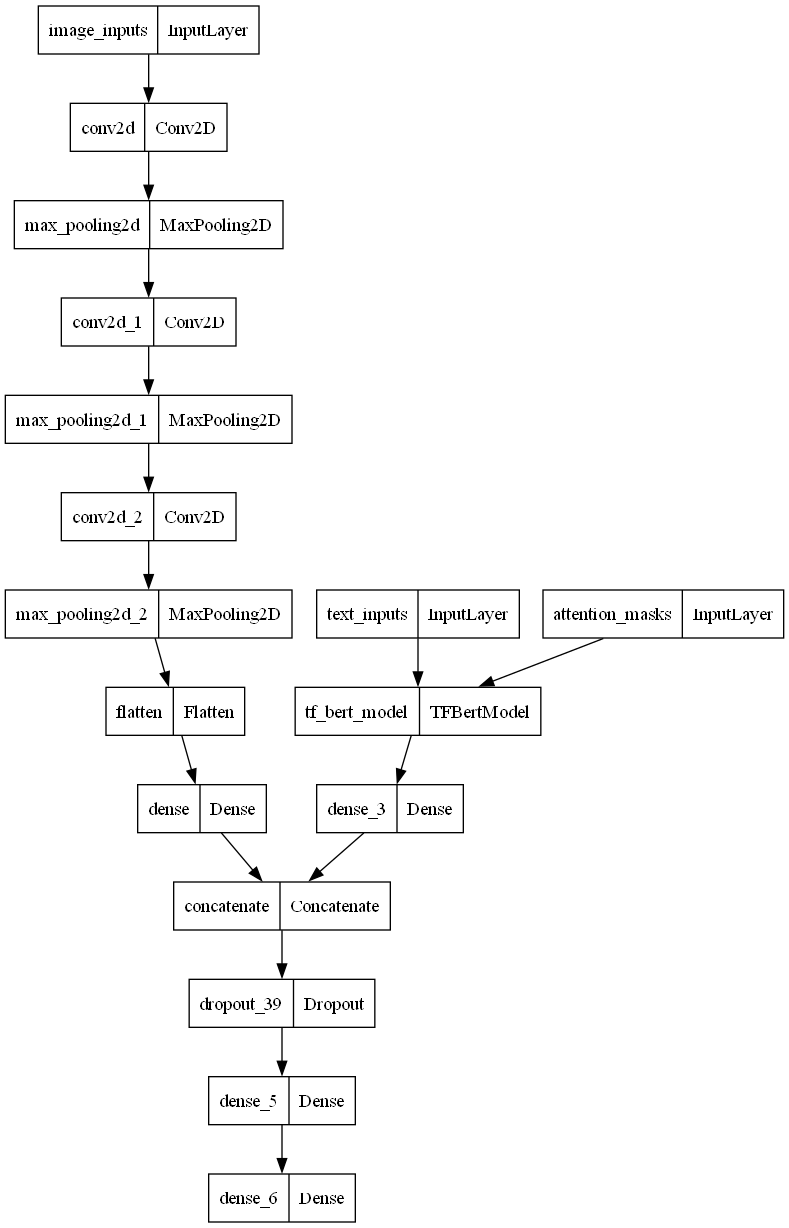 image_inputs InputLayer
conv2d Conv2D
max_pooling2d MaxPooling2D
conv2d_1 Conv2D
max_pooling2d_1 MaxPooling2D
conv2d_2 Conv2D
max_pooling2d_2 MaxPooling2D
text_inputs InputLayer
attention_masks InputLayer
flatten Flatten
tf_bert_model TFBertModel
dense Dense
dense_3 Dense
concatenate Concatenate
dropout_39 Dropout
dense_5 Dense
dense_6 Dense